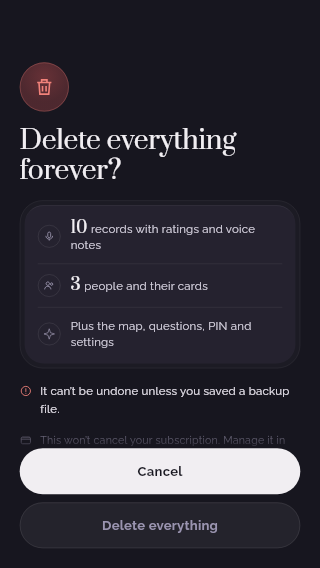 Delete everything
forever?
10 records with ratings and voice
notes
3 people and their cards
Plus the map, questions, PIN and
settings
It can't be undone unless you saved a backup
file.
This won't cancel your subscription. Manage it in
Cancel
Delete everything